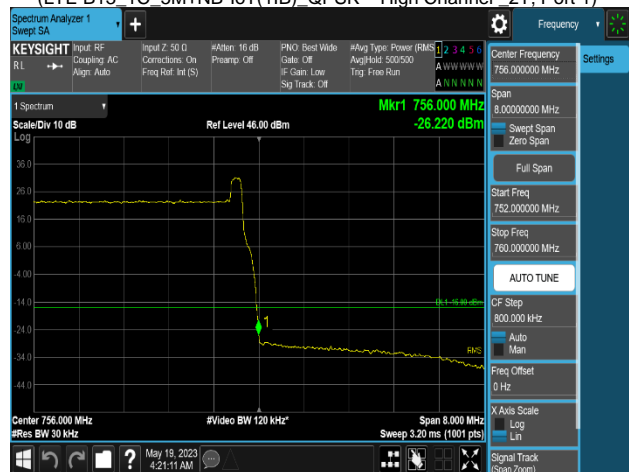 Spectrum Analyzer 1
Swept SA
+
Frequency
KEYSIGHT
RL
Input: RF
Coupling: AC
Align: Auto
Input Z: 50 Ω
Corrections: On
Freq Ref: Int (S)
#Atten: 16 dB
Preamp: Off
PNO: Best Wide
Gate: Off
IF Gain: Low
Sig Track: Off
#Avg Type: Power (RMS
Avg|Hold: 500/500
Trig: Free Run
1 2 3 4 5 6
A W W W W W
A N N N N N
1 Spectrum
Scale/Div 10 dB
Log
Ref Level 46.00 dBm
Mkr1 756.000 MHz
-26.220 dBm
36.0
26.0
16.0
6.00
-4.00
-14.0
-24.0
-34.0
-44.0
1
RMS
Center 756.000 MHz
#Res BW 30 kHz
#Video BW 120 kHz*
Span 8.000 MHz
Sweep 3.20 ms (1001 pts)
May 19, 2023
4:21:11 AM
?
Center Frequency
756.000000 MHz
Span
8.00000000 MHz
Swept Span
Zero Span
Full Span
Start Freq
752.000000 MHz
Stop Freq
760.000000 MHz
AUTO TUNE
CF Step
800.000 kHz
Auto
Man
Freq Offset
0 Hz
X Axis Scale
Log
Lin
Signal Track
(Span Zoom)
Settings